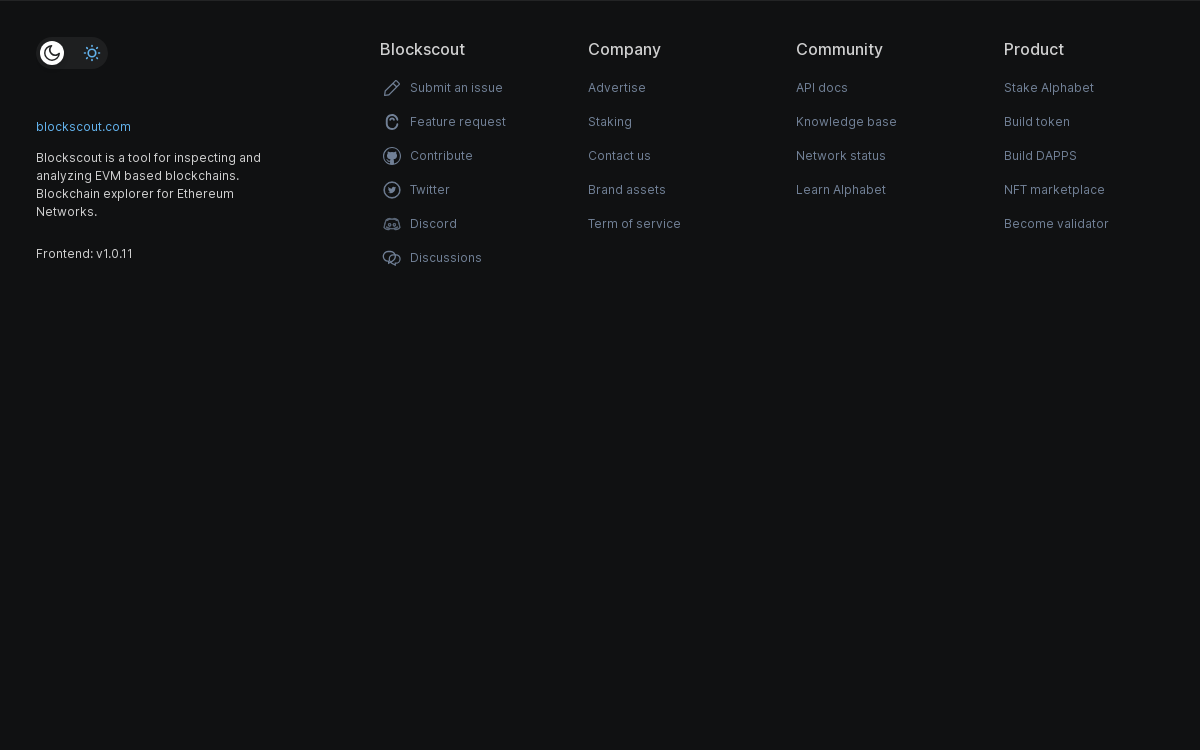 blockscout.com
Blockscout is a tool for inspecting and
analyzing EVM based blockchains.
Blockchain explorer for Ethereum
Networks.
Frontend: v1.0.11
Blockscout
Submit an issue
Feature request
Contribute
Twitter
Discord
Discussions
Company
Advertise
Staking
Contact us
Brand assets
Term of service
Community
API docs
Knowledge base
Network status
Learn Alphabet
Product
Stake Alphabet
Build token
Build DAPPS
NFT marketplace
Become validator